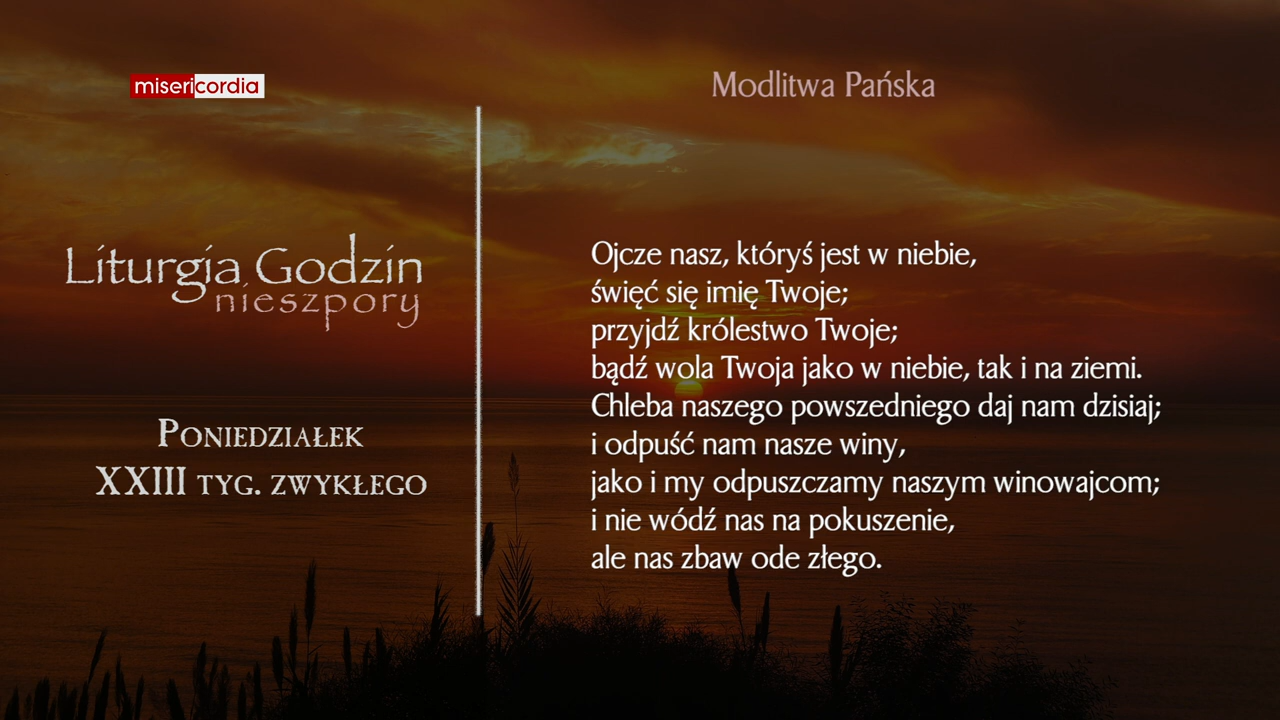 misericordia
Liturgia Godzin
nieszpory
Poniedziałek
XXIII tyg. zwykłego
Modlitwa Pańska
Ojcze nasz, któryś jest w niebie,
święć się imię Twoje;
przyjdź królestwo Twoje;
bądź wola Twoja jako w niebie, tak i na ziemi.
Chleba naszego powszedniego daj nam dzisiaj;
i odpuść nam nasze winy,
jako i my odpuszczamy naszym winowajcom;
i nie wódź nas na pokuszenie,
ale nas zbaw ode złego.